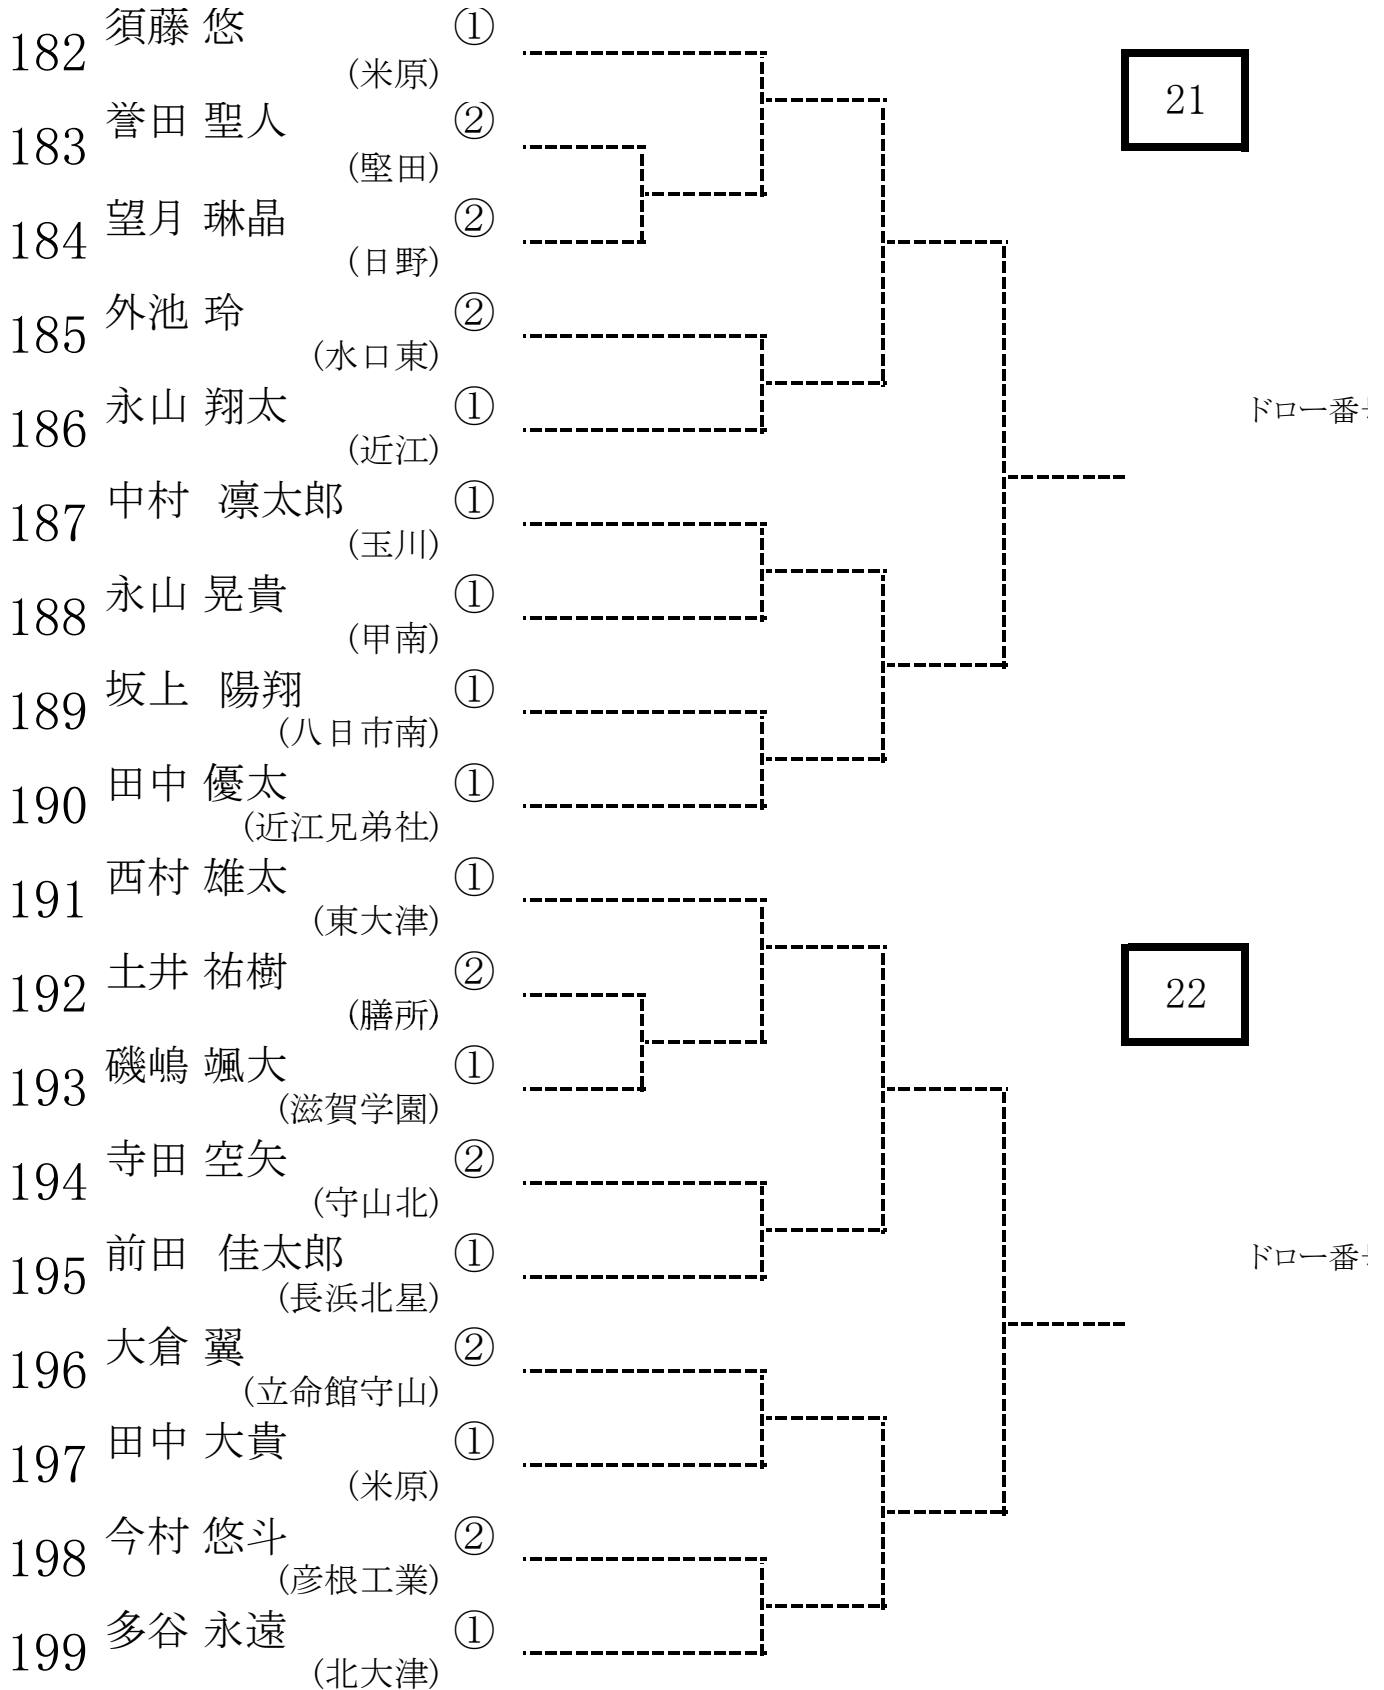 182 須藤 悠 ①
(米原)
21
183 誉田 聖人 ②
(堅田)
184 望月 琳晶 ②
(日野)
185 外池 玲 ②
(水口東)
186 永山 翔太 ①
ドロー番
(近江)
187 中村 凛太郎 ①
(玉川)
188 永山 晃貴 ①
(甲南)
189 坂上 陽翔 ①
(八日市南)
190 田中 優太 ①
(近江兄弟社)
191 西村 雄太 ①
(東大津)
192 土井 祐樹 ②
22
(膳所)
193 磯嶋 颯大 ①
(滋賀学園)
194 寺田 空矢 ②
(守山北)
195 前田 佳太郎 ①
ドロー番
(長浜北星)
196 大倉 翼 ②
(立命館守山)
197 田中 大貴 ①
(米原)
198 今村 悠斗 ②
(彦根工業)
199 多谷 永遠 ①
(北大津)